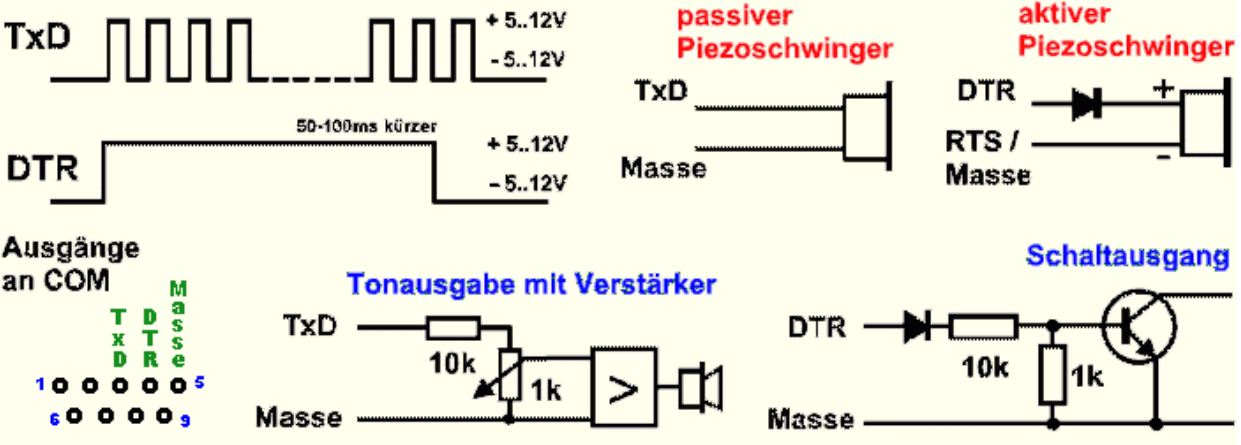 TxD
+ 5..12V
- 5..12V
50-100ms kürzer
DTR
+ 5..12V
- 5..12V
passiver
Piezoschwinger
TxD
Masse
aktiver
Piezoschwinger
DTR
+
RTS /
Masse
-
Ausgänge
an COM
TxD
DTR
Masse
1
5
6
9
Tonausgabe mit Verstärker
TxD
10k
1k
>
Masse
Schaltausgang
DTR
10k
1k
Masse